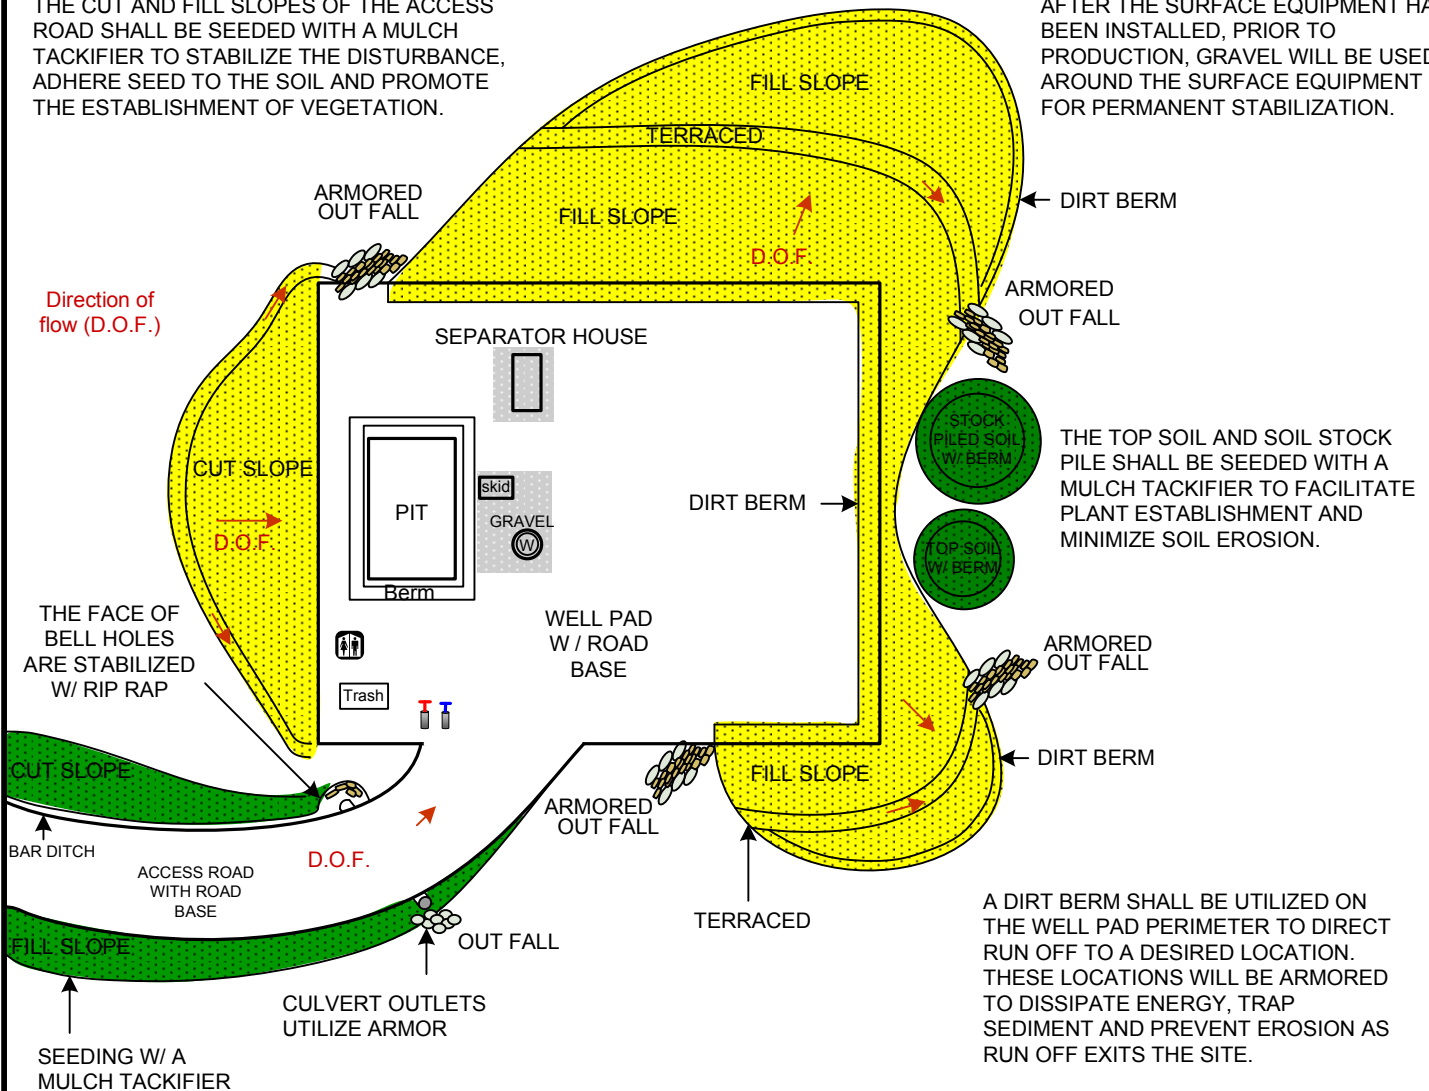 THE CUT AND FILL SLOPES OF THE ACCESS
ROAD SHALL BE SEEDED WITH A MULCH
TACKIFIER TO STABILIZE THE DISTURBANCE,
ADHERE SEED TO THE SOIL AND PROMOTE
THE ESTABLISHMENT OF VEGETATION.
AFTER THE SURFACE EQUIPMENT HA
BEEN INSTALLED, PRIOR TO
PRODUCTION, GRAVEL WILL BE USED
AROUND THE SURFACE EQUIPMENT
FOR PERMANENT STABILIZATION.
FILL SLOPE
TERRACED
ARMORED
OUT FALL
FILL SLOPE
DIRT BERM
D.O.F
Direction of
flow (D.O.F.)
ARMORED
OUT FALL
SEPARATOR HOUSE
STOCK
PILED SOIL
W/ BERM
THE TOP SOIL AND SOIL STOCK
PILE SHALL BE SEEDED WITH A
MULCH TACKIFIER TO FACILITATE
PLANT ESTABLISHMENT AND
MINIMIZE SOIL EROSION.
CUT SLOPE
skid
PIT
GRAVEL
W
DIRT BERM
D.O.F.
TOP SOIL
W/ BERM
Berm
THE FACE OF
BELL HOLES
ARE STABILIZED
W/ RIP RAP
WELL PAD
W / ROAD
BASE
ARMORED
OUT FALL
Trash
CUT SLOPE
FILL SLOPE
DIRT BERM
ARMORED
OUT FALL
BAR DITCH
D.O.F.
ACCESS ROAD
WITH ROAD
BASE
TERRACED
FILL SLOPE
OUT FALL
CULVERT OUTLETS
UTILIZE ARMOR
A DIRT BERM SHALL BE UTILIZED ON
THE WELL PAD PERIMETER TO DIRECT
RUN OFF TO A DESIRED LOCATION.
THESE LOCATIONS WILL BE ARMORED
TO DISSIPATE ENERGY, TRAP
SEDIMENT AND PREVENT EROSION AS
RUN OFF EXITS THE SITE.
SEEDING W/ A
MULCH TACKIFIER